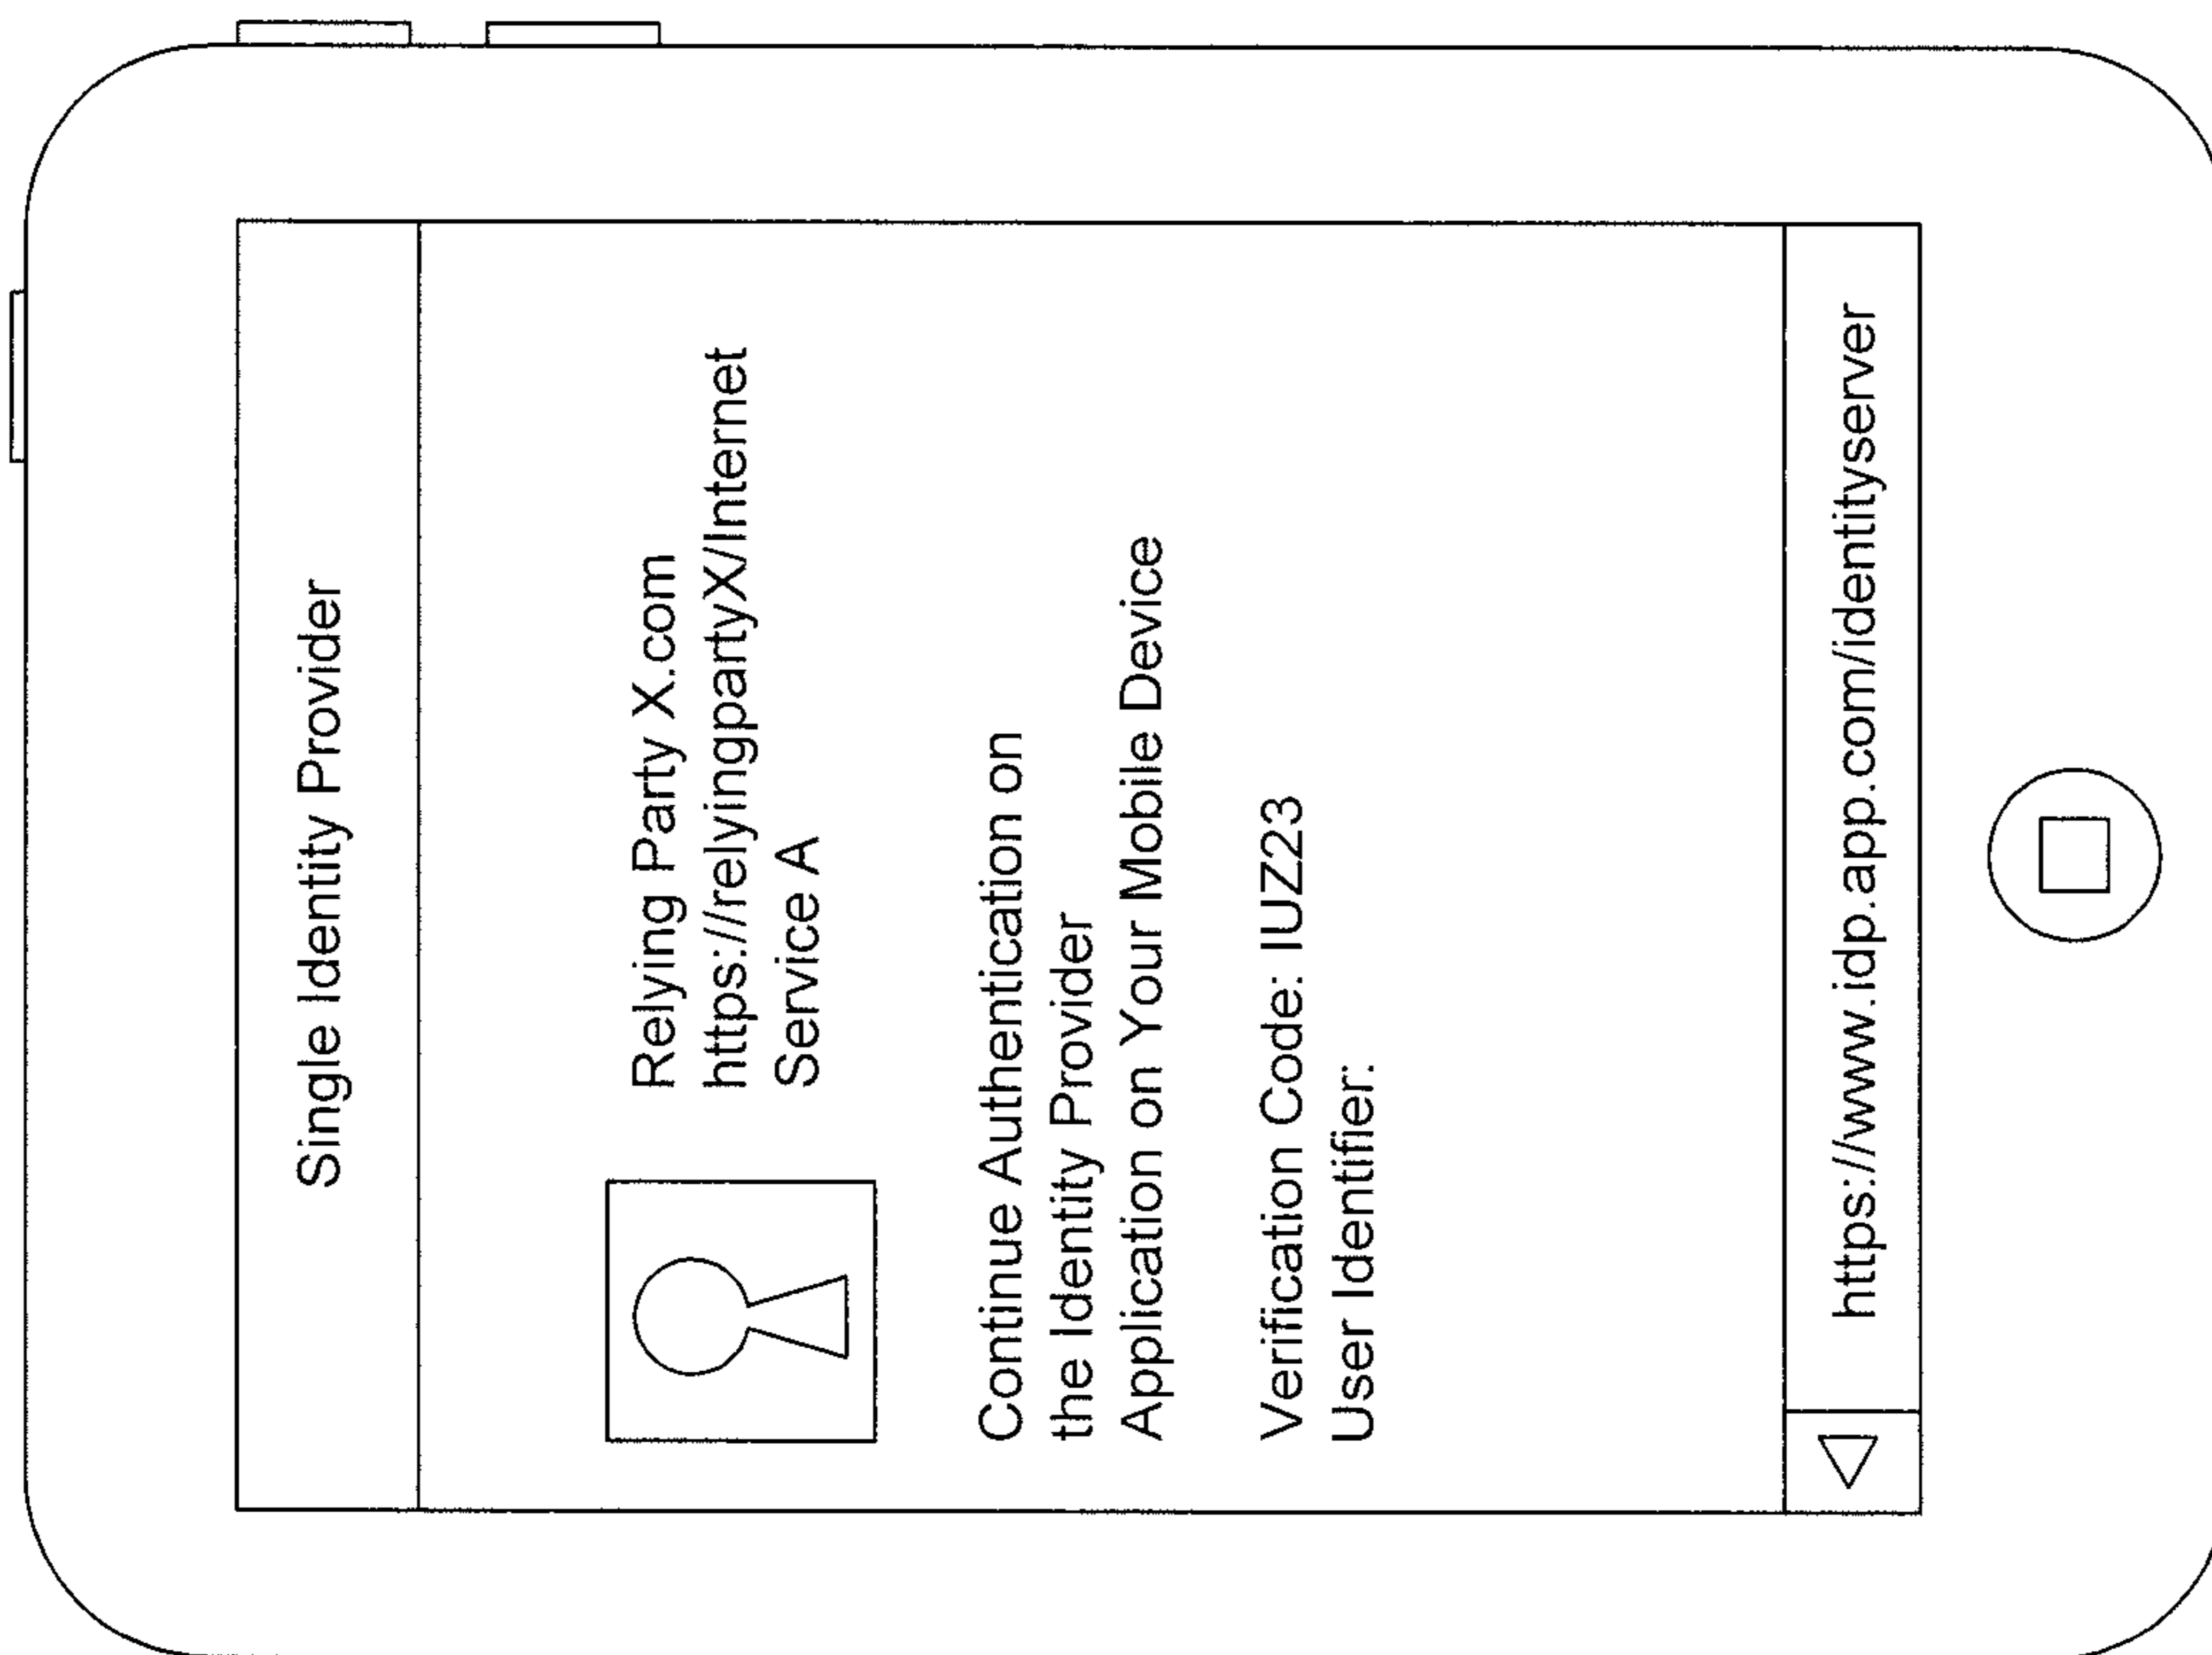 Single Identity Provider
Relying Party X.com
https://relyingpartyX/Internet
Service A
Continue Authentication on
the Identity Provider
Application on Your Mobile Device
Verification Code: IUZ23
User Identifier:
https://www.idp.app.com/identityserver